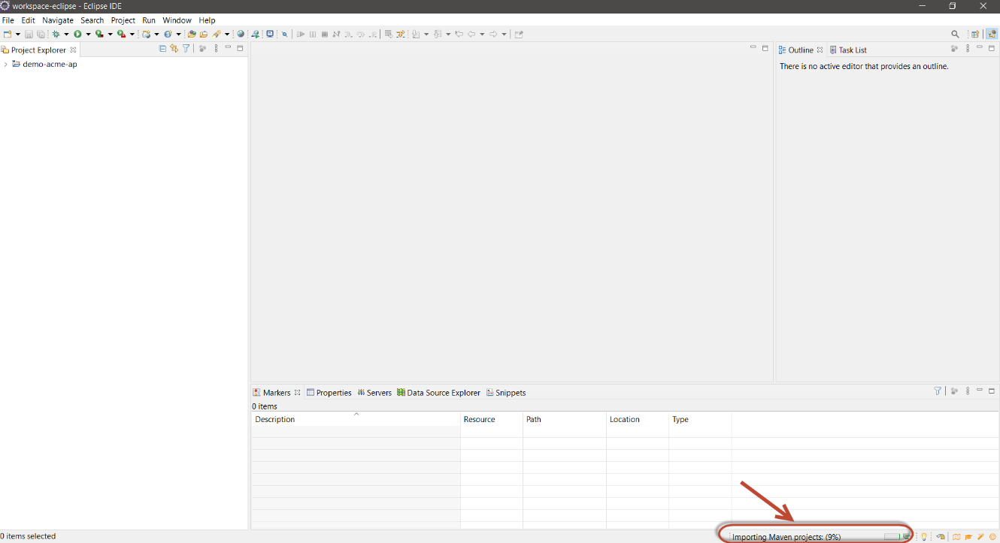 workspace-eclipse - Eclipse IDE
File Edit Navigate Search Project Run Window Help
Project Explorer
demo-acme-ap
Outline Task List
There is no active editor that provides an outline.
Markers Properties Servers Data Source Explorer Snippets
0 items
Description Resource Path Location Type
0 items selected
Importing Maven projects: (9%)